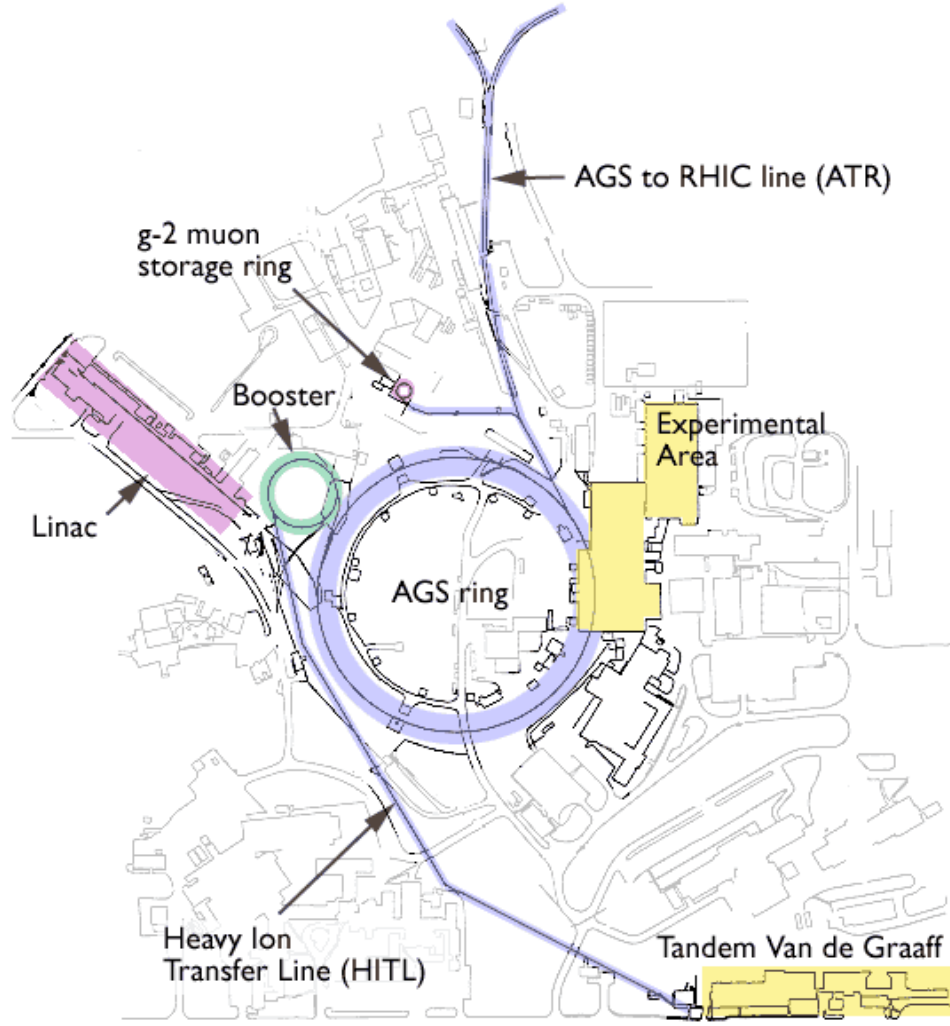 AGS to RHIC line (ATR)
g-2 muon
storage ring
Booster
Experimental
Area
Linac
AGS ring
Heavy Ion
Transfer Line (HITL)
Tandem Van de Graaff